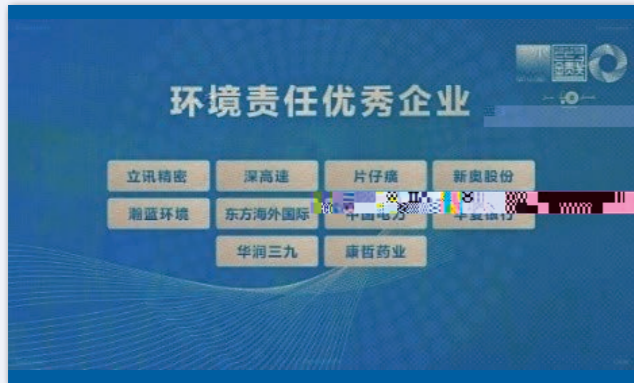 环境责任优秀企业
立讯精密 深高速 片仔癀 新奥股份
瀚蓝环境 东方海外国际
华润三九 康哲药业